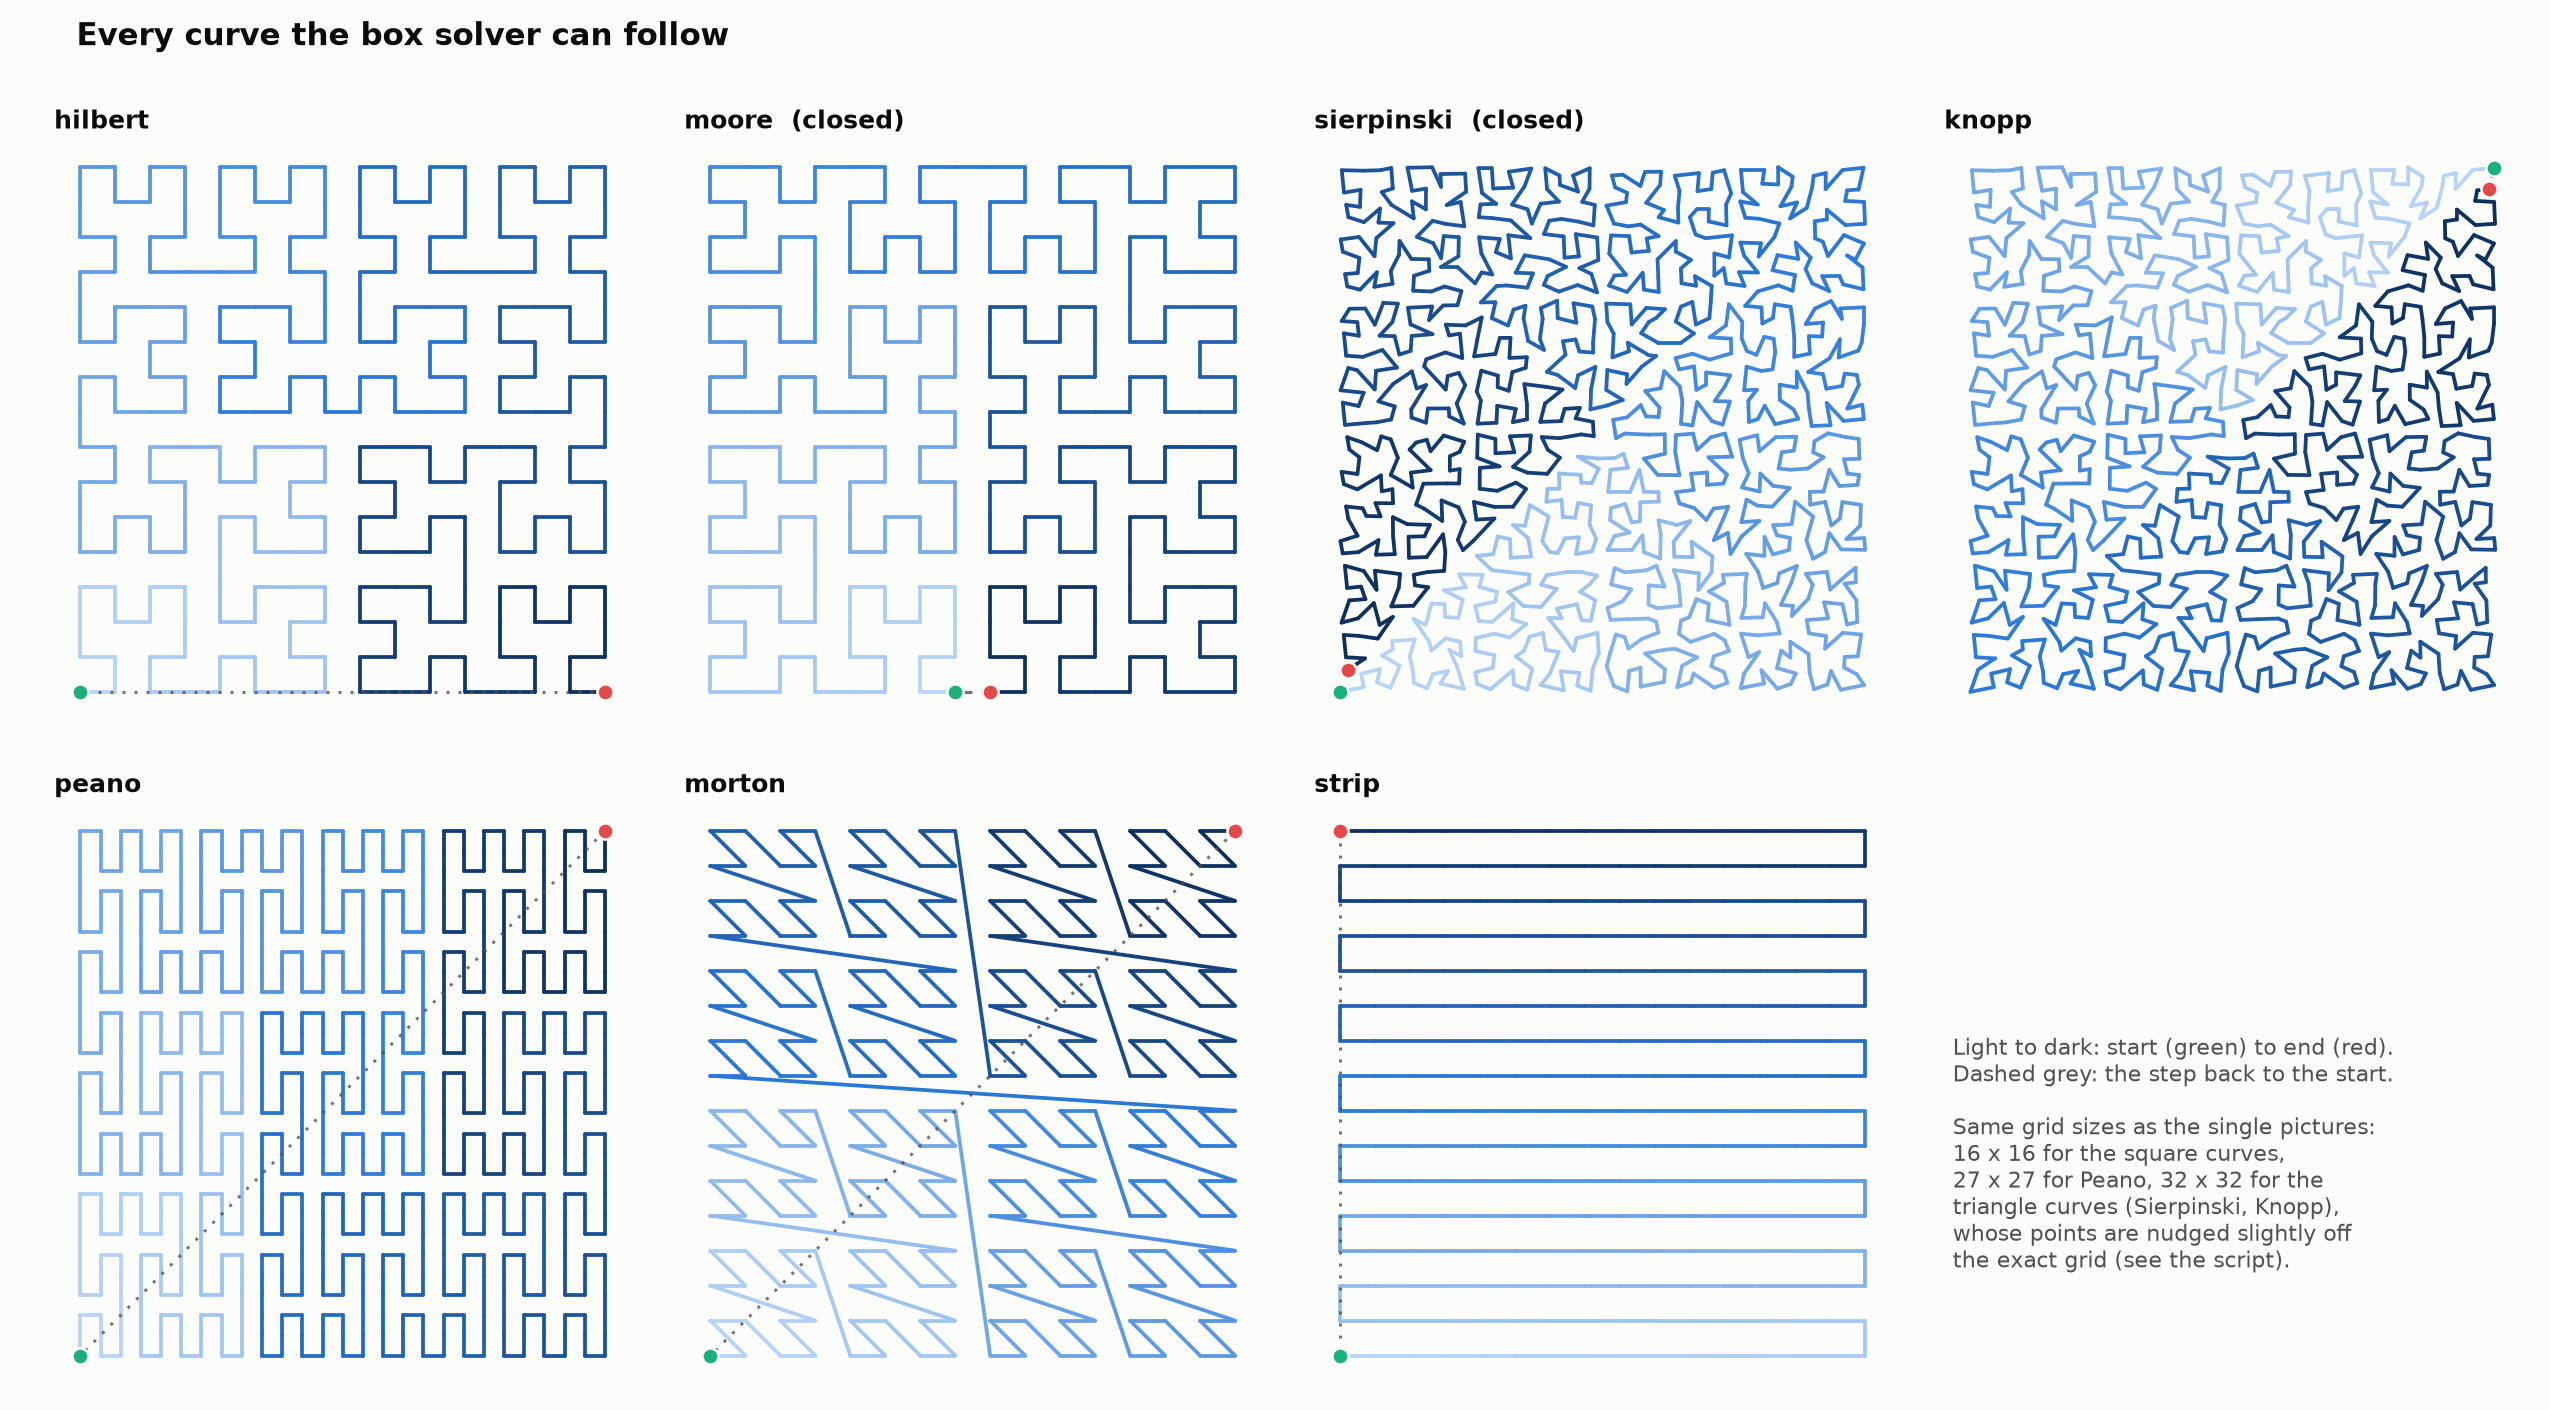 Every curve the box solver can follow
hilbert
moore (closed)
sierpinski (closed)
knopp
peano
morton
strip
Light to dark: start (green) to end (red).
Dashed grey: the step back to the start.
Same grid sizes as the single pictures:
16 x 16 for the square curves,
27 x 27 for Peano, 32 x 32 for the
triangle curves (Sierpinski, Knopp),
whose points are nudged slightly off
the exact grid (see the script).